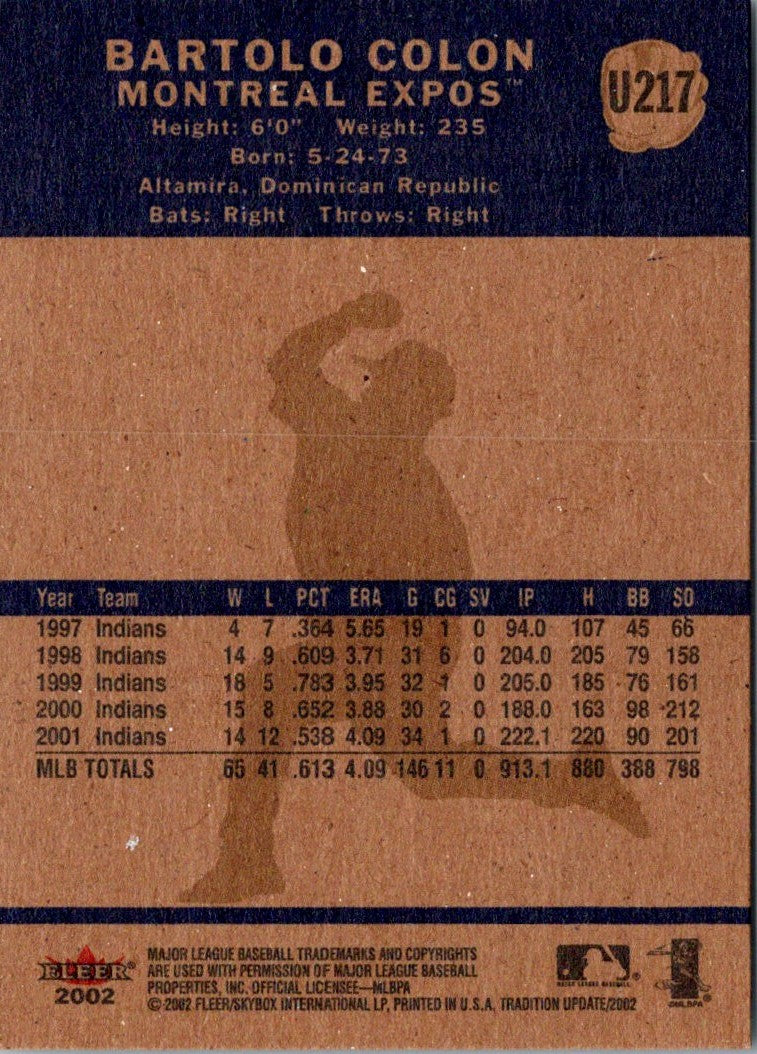 BARTOLO COLON
MONTREAL EXPOS™
U217
Height: 6'0" Weight: 235
Born: 5-24-73
Altamira, Dominican Republic
Bats: Right Throws: Right
Year Team W L PCT ERA G CG SV IP H BB SO
1997 Indians 4 7 .364 5.65 19 1 0 94.0 107 45 66
1998 Indians 14 9 .609 3.71 31 6 0 204.0 205 79 158
1999 Indians 18 5 .783 3.95 32 1 0 205.0 185 76 161
2000 Indians 15 8 .652 3.88 30 2 0 188.0 163 98 212
2001 Indians 14 12 .538 4.09 34 1 0 222.1 220 90 201
MLB TOTALS 65 41 .613 4.09 146 11 0 913.1 880 388 798
FLEER®
2002
MAJOR LEAGUE BASEBALL TRADEMARKS AND COPYRIGHTS
ARE USED WITH PERMISSION OF MAJOR LEAGUE BASEBALL
PROPERTIES, INC. OFFICIAL LICENSEE—MLBPA
©2002 FLEER/SKYBOX INTERNATIONAL LP, PRINTED IN U.S.A. TRADITION UPDATE/2002
MAJOR LEAGUE BASEBALL
©MLBPA